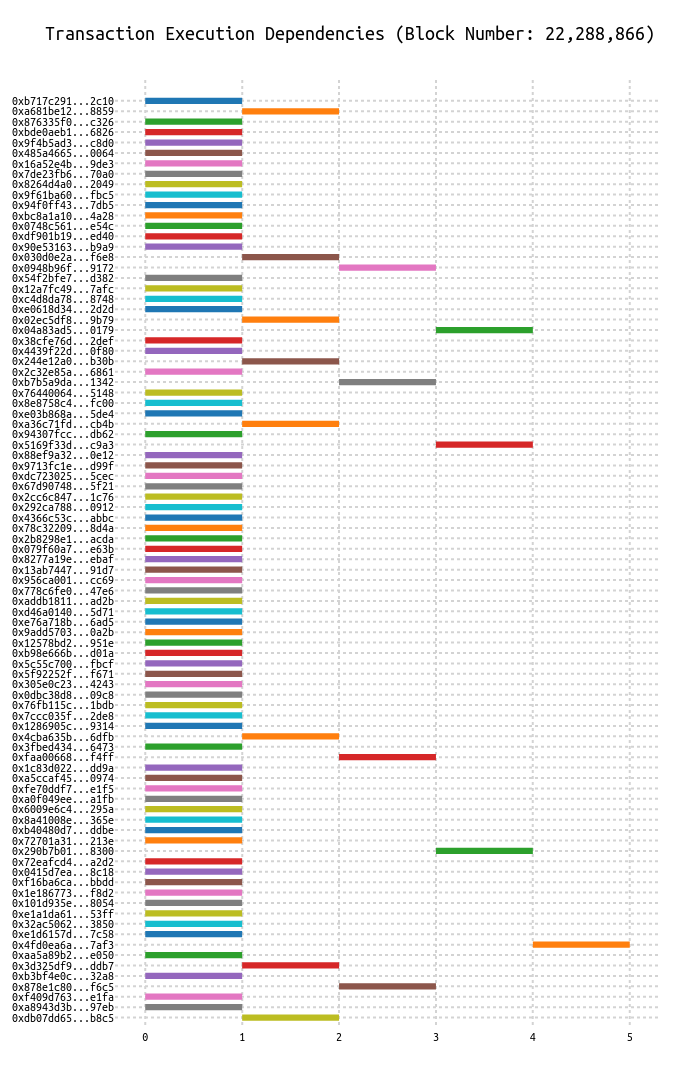 Transaction Execution Dependencies (Block Number: 22,288,866)
0xb717c291...2c10
0xa681be12...8859
0x876335f0...c326
0xbde0aeb1...6826
0x9f4b5ad3...c8d0
0x485a4665...0064
0x16a52e4b...9de3
0x7de23fb6...70a0
0x8264d4a0...2049
0x9f61ba60...fbc5
0x94f0ff43...7db5
0xbc8a1a10...4a28
0x0748c561...e54c
0xdf901b19...ed40
0x90e53163...b9a9
0x030d0e2a...f6e8
0x0948b96f...9172
0x54f2bfe7...d382
0x12a7fc49...7afc
0xc4d8da78...8748
0xe0618d34...2d2d
0x02ec5df8...9b79
0x04a83ad5...0179
0x38cfe76d...2def
0x4439f22d...0f80
0x244e12a0...b30b
0x2c32e85a...6861
0xb7b5a9da...1342
0x76440064...5148
0x8e8758c4...fc00
0xe03b868a...5de4
0xa36c71fd...cb4b
0x94307fcc...db62
0x5169f33d...c9a3
0x88ef9a32...0e12
0x9713fc1e...d99f
0xdc723025...5cec
0x67d90748...5f21
0x2cc6c847...1c76
0x292ca788...0912
0x4366c53c...abbc
0x78c32209...8d4a
0x2b8298e1...acda
0x079f60a7...e63b
0x8277a19e...ebaf
0x13ab7447...91d7
0x956ca001...cc69
0x778c6fe0...47e6
0xaddb1811...ad2b
0xd46a0140...5d71
0xe76a718b...6ad5
0x9add5703...0a2b
0x12578bd2...951e
0xb98e666b...d01a
0x5c55c700...fbcf
0x5f92252f...f671
0x305e0c23...4243
0x0dbc38d8...09c8
0x76fb115c...1bdb
0x7ccc035f...2de8
0x1286905c...9314
0x4cba635b...6dfb
0x3fbed434...6473
0xfaa00668...f4ff
0x1c83d022...dd9a
0xa5ccaf45...0974
0xfe70ddf7...e1f5
0xa0f049ee...a1fb
0x6009e6c4...295a
0x8a41008e...365e
0xb40480d7...ddbe
0x72701a31...213e
0x290b7b01...8300
0x72eafcd4...a2d2
0x0415d7ea...8c18
0xf16ba6ca...bbdd
0x1e186773...f8d2
0x101d935e...8054
0xe1a1da61...53ff
0x32ac5062...3850
0xe1d6157d...7c58
0x4fd0ea6a...7af3
0xaa5a89b2...e050
0x3d325df9...ddb7
0xb3bf4e0c...32a8
0x878e1c80...f6c5
0xf409d763...e1fa
0xa8943d3b...97eb
0xdb07dd65...b8c5
0 1 2 3 4 5